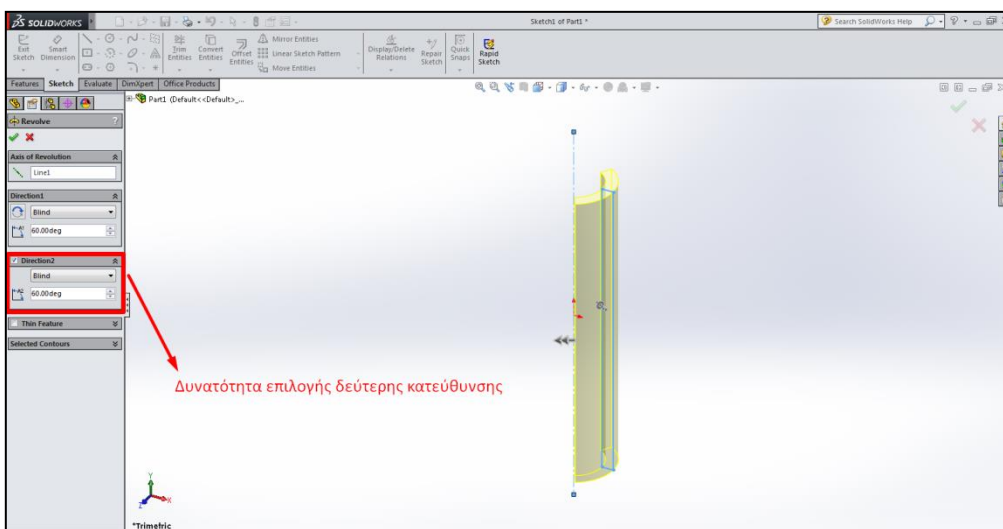 SOLIDWORKS
Sketch1 of Part1 *
Search SolidWorks Help
Exit Sketch
Smart Dimension
Trim Entities
Convert Entities
Offset Entities
Mirror Entities
Linear Sketch Pattern
Move Entities
Display/Delete Relations
Repair Sketch
Quick Snaps
Rapid Sketch
Features Sketch Evaluate DimXpert Office Products
Part1 (Default<<Default>_...
Revolve
Axis of Revolution
Line1
Direction1
Blind
60.00deg
Direction2
Blind
60.00deg
Thin Feature
Selected Contours
Δυνατότητα επιλογής δεύτερης κατεύθυνσης
Y
X
Z
*Trimetric